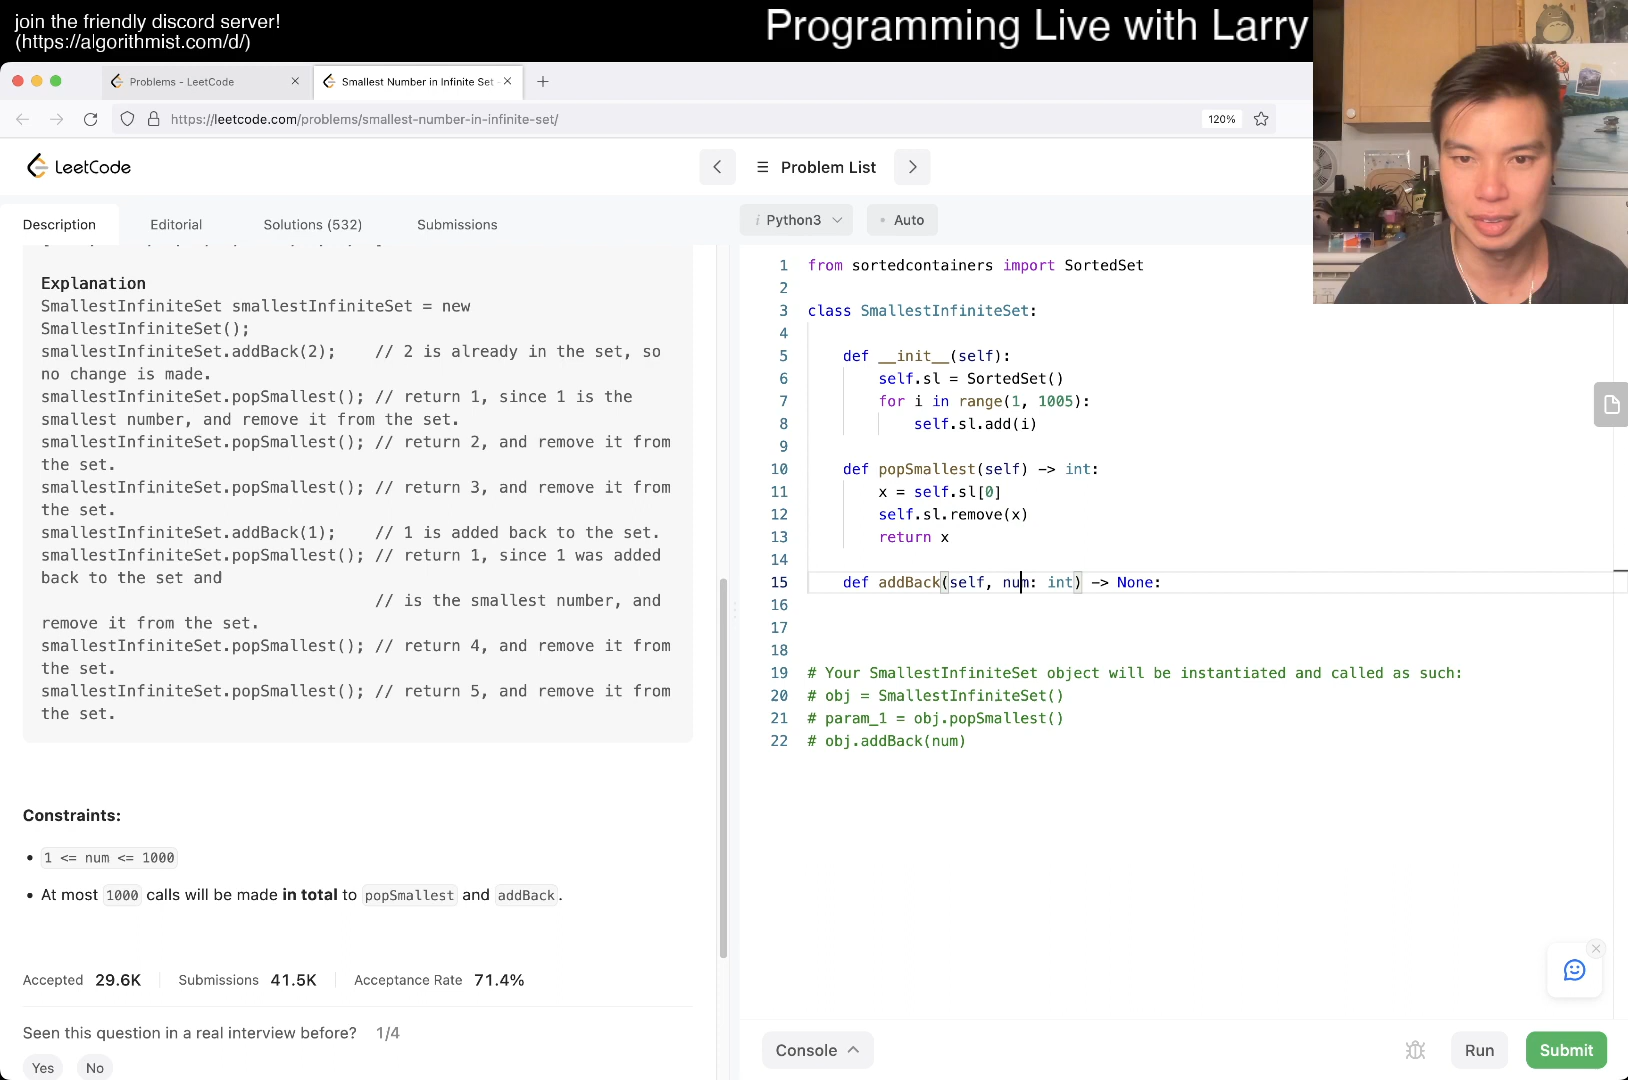 join the friendly discord server!
(https://algorithmist.com/d/)
Programming Live with Larry
Problems - LeetCode
Smallest Number in Infinite Set -
https://leetcode.com/problems/smallest-number-in-infinite-set/
120%
LeetCode
Problem List
Description
Editorial
Solutions (532)
Submissions
i Python3
Auto
Explanation
SmallestInfiniteSet smallestInfiniteSet = new
SmallestInfiniteSet();
smallestInfiniteSet.addBack(2);    // 2 is already in the set, so
no change is made.
smallestInfiniteSet.popSmallest(); // return 1, since 1 is the
smallest number, and remove it from the set.
smallestInfiniteSet.popSmallest(); // return 2, and remove it from
the set.
smallestInfiniteSet.popSmallest(); // return 3, and remove it from
the set.
smallestInfiniteSet.addBack(1);    // 1 is added back to the set.
smallestInfiniteSet.popSmallest(); // return 1, since 1 was added
back to the set and
// is the smallest number, and
remove it from the set.
smallestInfiniteSet.popSmallest(); // return 4, and remove it from
the set.
smallestInfiniteSet.popSmallest(); // return 5, and remove it from
the set.
Constraints:
• 1 <= num <= 1000
• At most 1000 calls will be made in total to popSmallest and addBack.
Accepted 29.6K
Submissions 41.5K
Acceptance Rate 71.4%
Seen this question in a real interview before? 1/4
Yes
No
1 from sortedcontainers import SortedSet
2
3 class SmallestInfiniteSet:
4
5     def __init__(self):
6         self.sl = SortedSet()
7         for i in range(1, 1005):
8             self.sl.add(i)
9
10     def popSmallest(self) -> int:
11         x = self.sl[0]
12         self.sl.remove(x)
13         return x
14
15     def addBack(self, num: int) -> None:
16
17
18
19 # Your SmallestInfiniteSet object will be instantiated and called as such:
20 # obj = SmallestInfiniteSet()
21 # param_1 = obj.popSmallest()
22 # obj.addBack(num)
Console
Run
Submit